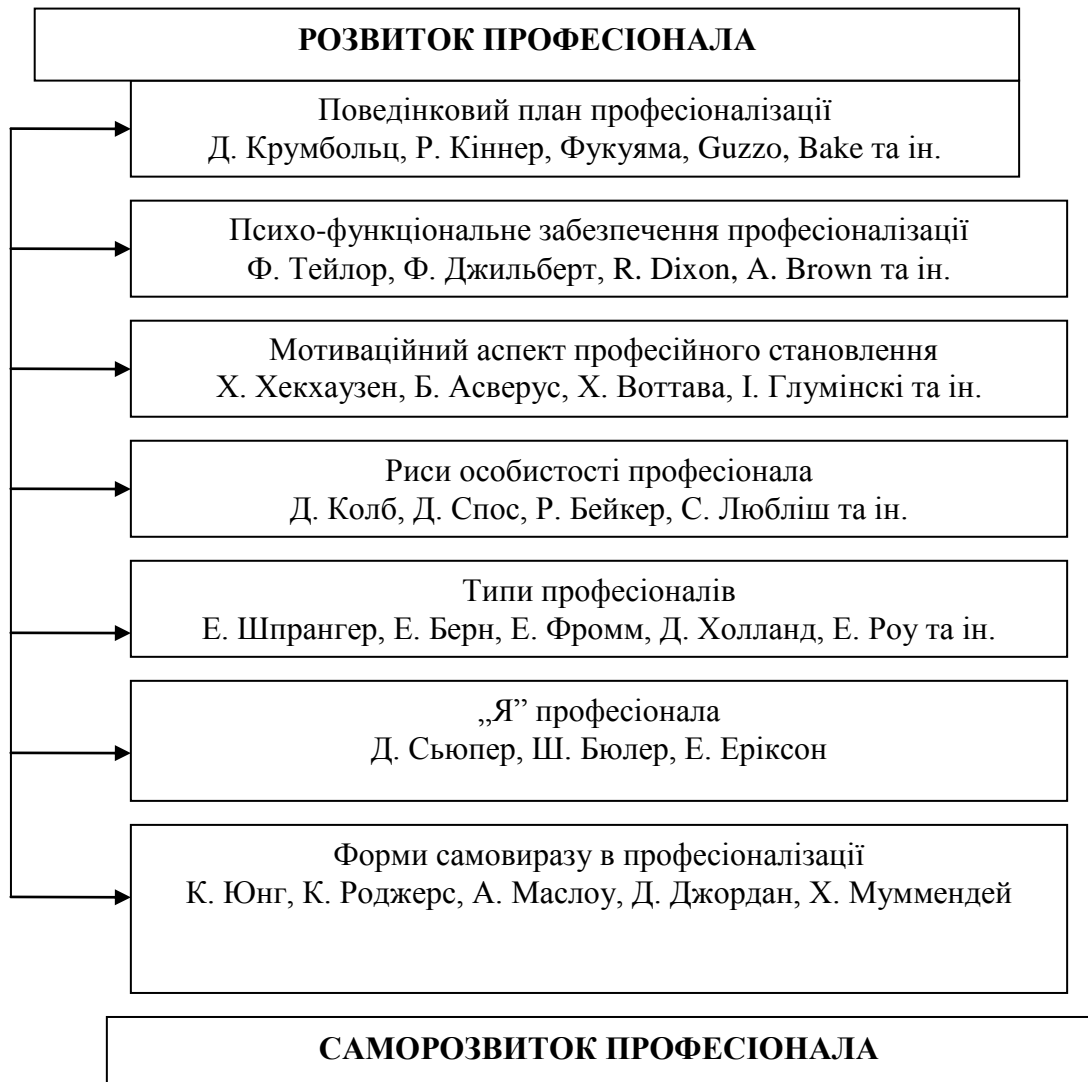 РОЗВИТОК ПРОФЕСІОНАЛА
Поведінковий план професіоналізації
Д. Крумбольц, Р. Кіннер, Фукуяма, Guzzo, Bake та ін.
Психо-функціональне забезпечення професіоналізації
Ф. Тейлор, Ф. Джильберт, R. Dixon, A. Brown та ін.
Мотиваційний аспект професійного становлення
Х. Хекхаузен, Б. Асверус, Х. Воттава, І. Глумінскі та ін.
Риси особистості професіонала
Д. Колб, Д. Спос, Р. Бейкер, С. Любліш та ін.
Типи професіоналів
Е. Шпрангер, Е. Берн, Е. Фромм, Д. Холланд, Е. Роу та ін.
„Я” професіонала
Д. Сьюпер, Ш. Бюлер, Е. Еріксон
Форми самовиразу в професіоналізації
К. Юнг, К. Роджерс, А. Маслоу, Д. Джордан, Х. Муммендей
САМОРОЗВИТОК ПРОФЕСІОНАЛА